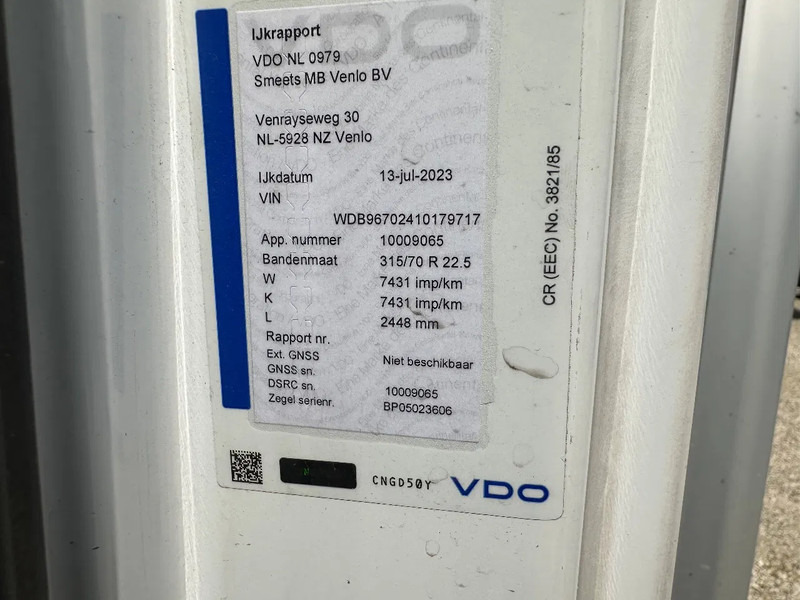 IJkrapport
VDO NL 0979
Smeets MB Venlo BV
Venrayseweg 30
NL-5928 NZ Venlo
IJkdatum 13-jul-2023
VIN
WDB96702410179717
App. nummer 10009065
Bandenmaat 315/70 R 22.5
W 7431 imp/km
K 7431 imp/km
L 2448 mm
Rapport nr.
Ext. GNSS Niet beschikbaar
GNSS sn.
DSRC sn. 10009065
Zegel serienr. BP05023606
CR (EEC) No. 3821/85
CNGD50Y VDO